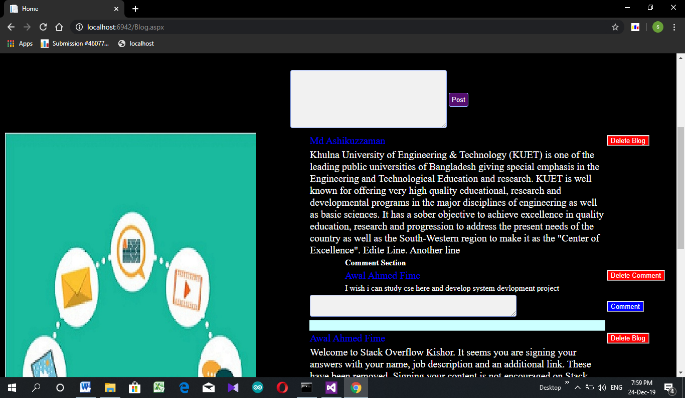 Home
localhost:6942/Blog.aspx
Apps
Submission #46077...
localhost
Post
Delete Blog
Khulna University of Engineering & Technology (KUET) is one of the
leading public universities of Bangladesh giving special emphasis in the
Engineering and Technological Education and research. KUET is well
known for offering very high quality educational, research and
developmental programs in the major disciplines of engineering as well
as basic sciences. It has a sober objective to achieve excellence in quality
education, research and progression to address the present needs of the
country as well as the South-Western region to make it as the "Center of
Excellence". Edite Line. Another line
Comment Section
Awal Ahmed Fime
Delete Comment
I wish i can study cse here and develop system devlopment project
Comment
Awal Ahmed Fime
Delete Blog
Welcome to Stack Overflow Kishor. It seems you are signing your
answers with your name, job description and an additional link. These
have been removed. Signing your content is not encouraged on Stack
Desktop
ENG
7:59 PM
24-Dec-19